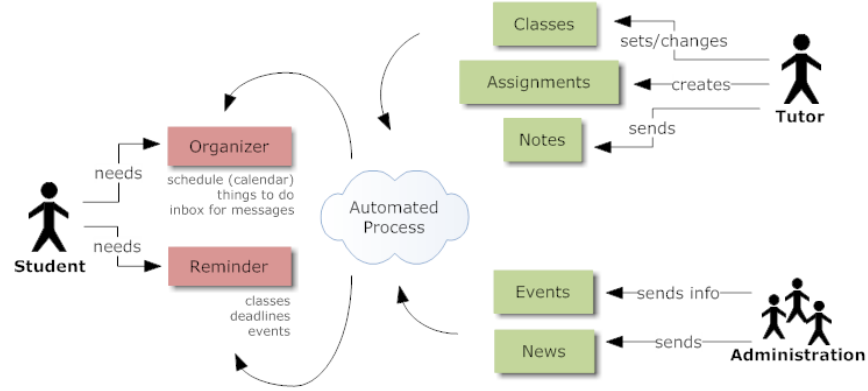 Classes
sets/changes
Assignments
creates
Tutor
sends
Notes
Organizer
needs
schedule (calendar)
things to do
inbox for messages
Automated
Process
Student
needs
Reminder
classes
deadlines
events
Events
sends info
News
sends
Administration